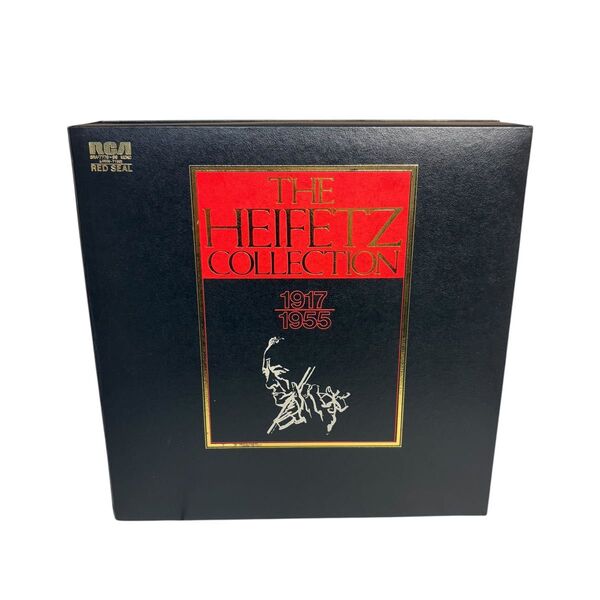 RCA
RED SEAL
THE
HEIFETZ
COLLECTION
1917
1955